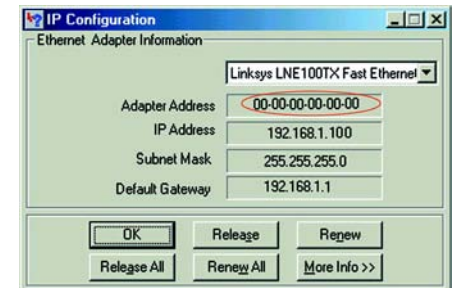 IP Configuration
Ethernet Adapter Information
Linksys LNE100TX Fast Ethernet
Adapter Address 00-00-00-00-00-00
IP Address 192.168.1.100
Subnet Mask 255.255.255.0
Default Gateway 192.168.1.1
OK Release Renew
Release All Renew All More Info >>